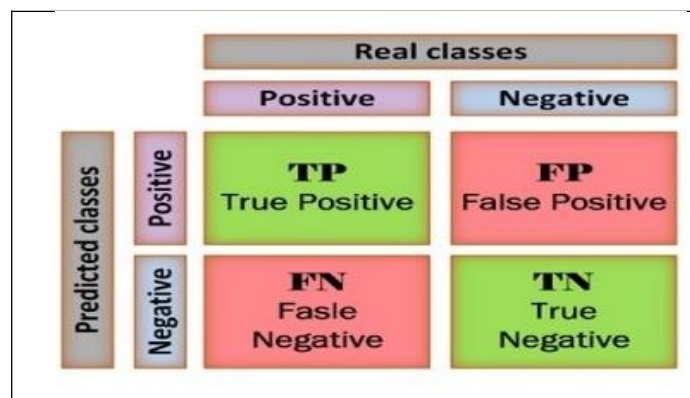 Real classes
Positive
Negative
Predicted classes
Positive
TP
True Positive
FP
False Positive
Negative
FN
Fasle
Negative
TN
True
Negative